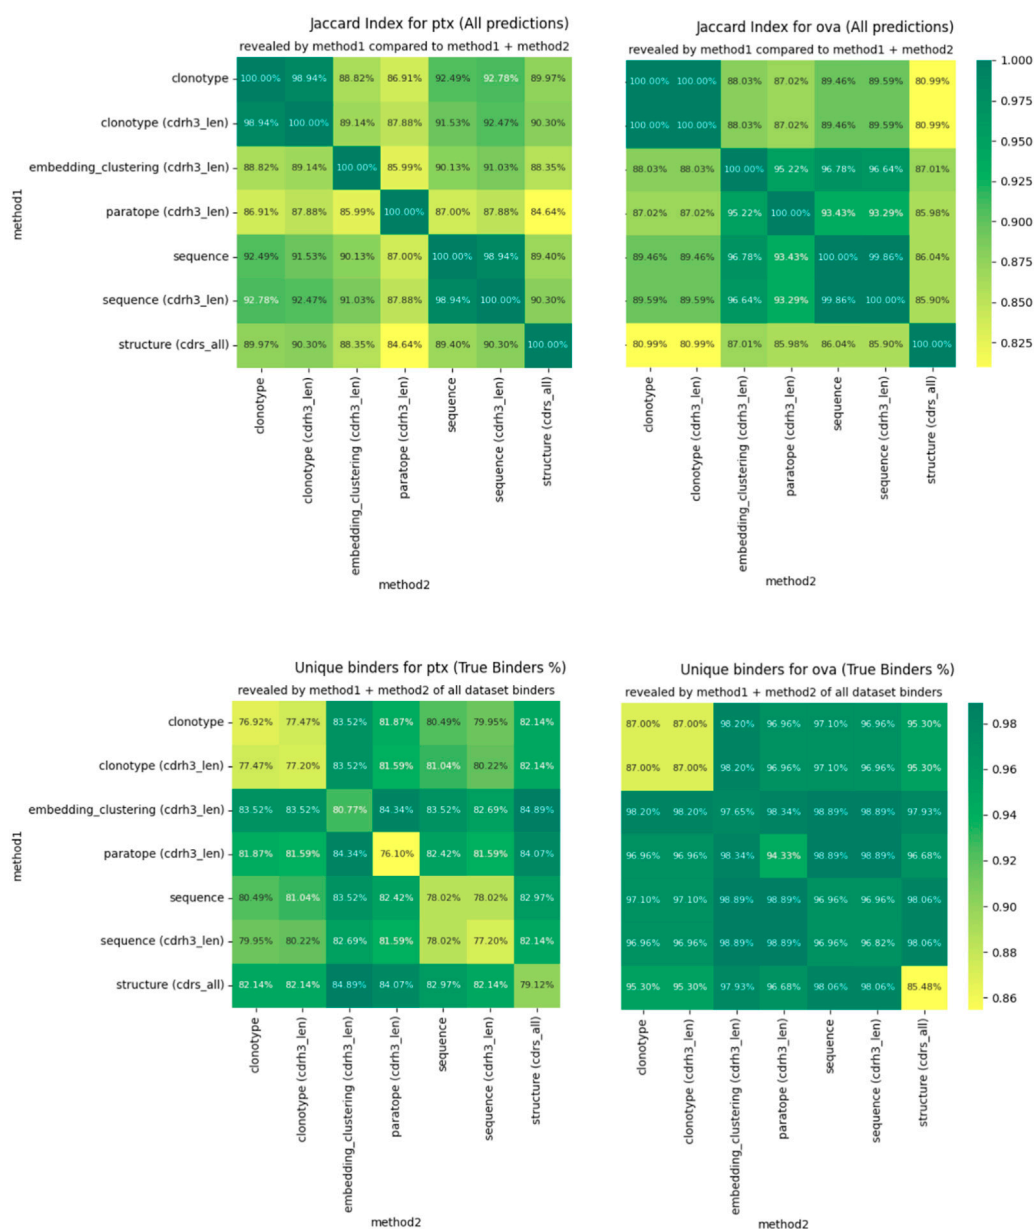 Jaccard Index for ptx (All predictions)
revealed by method1 compared to method1 + method2
method1
clonotype 100.00% 98.94% 88.82% 86.91% 92.49% 92.78% 89.97%
clonotype (cdrh3_len) 98.94% 100.00% 89.14% 87.88% 91.53% 92.47% 90.30%
embedding_clustering (cdrh3_len) 88.82% 89.14% 100.00% 85.99% 90.13% 91.03% 88.35%
paratope (cdrh3_len) 86.91% 87.88% 85.99% 100.00% 87.00% 87.88% 84.64%
sequence 92.49% 91.53% 90.13% 87.00% 100.00% 98.94% 89.40%
sequence (cdrh3_len) 92.78% 92.47% 91.03% 87.88% 98.94% 100.00% 90.30%
structure (cdrs_all) 89.97% 90.30% 88.35% 84.64% 89.40% 90.30% 100.00%
clonotype
clonotype (cdrh3_len)
embedding_clustering (cdrh3_len)
paratope (cdrh3_len)
sequence
sequence (cdrh3_len)
structure (cdrs_all)
method2
Jaccard Index for ova (All predictions)
revealed by method1 compared to method1 + method2
100.00% 100.00% 88.03% 87.02% 89.46% 89.59% 80.99%
100.00% 100.00% 88.03% 87.02% 89.46% 89.59% 80.99%
88.03% 88.03% 100.00% 95.22% 96.78% 96.64% 87.01%
87.02% 87.02% 95.22% 100.00% 93.43% 93.29% 85.98%
89.46% 89.46% 96.78% 93.43% 100.00% 99.86% 86.04%
89.59% 89.59% 96.64% 93.29% 99.86% 100.00% 85.90%
80.99% 80.99% 87.01% 85.98% 86.04% 85.90% 100.00%
clonotype
clonotype (cdrh3_len)
embedding_clustering (cdrh3_len)
paratope (cdrh3_len)
sequence
sequence (cdrh3_len)
structure (cdrs_all)
method2
1.000
0.975
0.950
0.925
0.900
0.875
0.850
0.825
Unique binders for ptx (True Binders %)
revealed by method1 + method2 of all dataset binders
method1
clonotype 76.92% 77.47% 83.52% 81.87% 80.49% 79.95% 82.14%
clonotype (cdrh3_len) 77.47% 77.20% 83.52% 81.59% 81.04% 80.22% 82.14%
embedding_clustering (cdrh3_len) 83.52% 83.52% 80.77% 84.34% 83.52% 82.69% 84.89%
paratope (cdrh3_len) 81.87% 81.59% 84.34% 76.10% 82.42% 81.59% 84.07%
sequence 80.49% 81.04% 83.52% 82.42% 78.02% 78.02% 82.97%
sequence (cdrh3_len) 79.95% 80.22% 82.69% 81.59% 78.02% 77.20% 82.14%
structure (cdrs_all) 82.14% 82.14% 84.89% 84.07% 82.97% 82.14% 79.12%
clonotype
clonotype (cdrh3_len)
embedding_clustering (cdrh3_len)
paratope (cdrh3_len)
sequence
sequence (cdrh3_len)
structure (cdrs_all)
method2
Unique binders for ova (True Binders %)
revealed by method1 + method2 of all dataset binders
87.00% 87.00% 98.20% 96.96% 97.10% 96.96% 95.30%
87.00% 87.00% 98.20% 96.96% 97.10% 96.96% 95.30%
98.20% 98.20% 97.65% 98.34% 98.89% 98.89% 97.93%
96.96% 96.96% 98.34% 94.33% 98.89% 98.89% 96.68%
97.10% 97.10% 98.89% 98.89% 96.96% 96.96% 98.06%
96.96% 96.96% 98.89% 98.89% 96.96% 96.82% 98.06%
95.30% 95.30% 97.93% 96.68% 98.06% 98.06% 85.48%
clonotype
clonotype (cdrh3_len)
embedding_clustering (cdrh3_len)
paratope (cdrh3_len)
sequence
sequence (cdrh3_len)
structure (cdrs_all)
method2
0.98
0.96
0.94
0.92
0.90
0.88
0.86